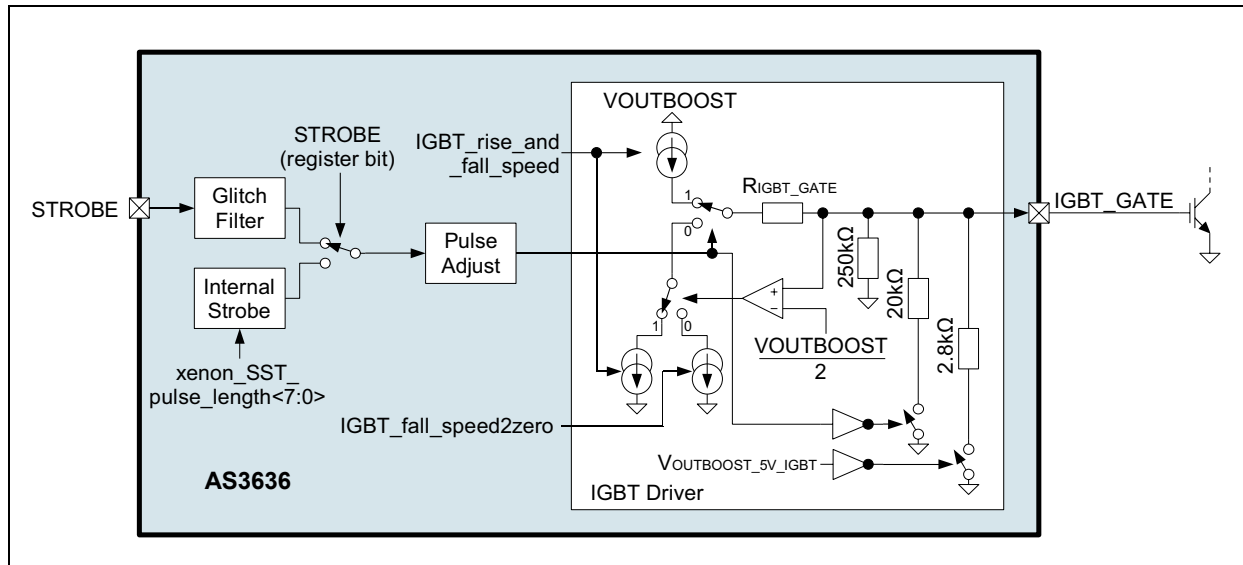 VOUTBOOST
STROBE
(register bit)
IGBT_rise_and
_fall_speed
STROBE
Glitch
Filter
1
RIGBT_GATE
IGBT_GATE
0
Pulse
Adjust
Internal
Strobe
250kΩ
20kΩ
2.8kΩ
+
–
1
0
VOUTBOOST
2
xenon_SST_
pulse_length<7:0>
IGBT_fall_speed2zero
VOUTBOOST_5V_IGBT
AS3636
IGBT Driver